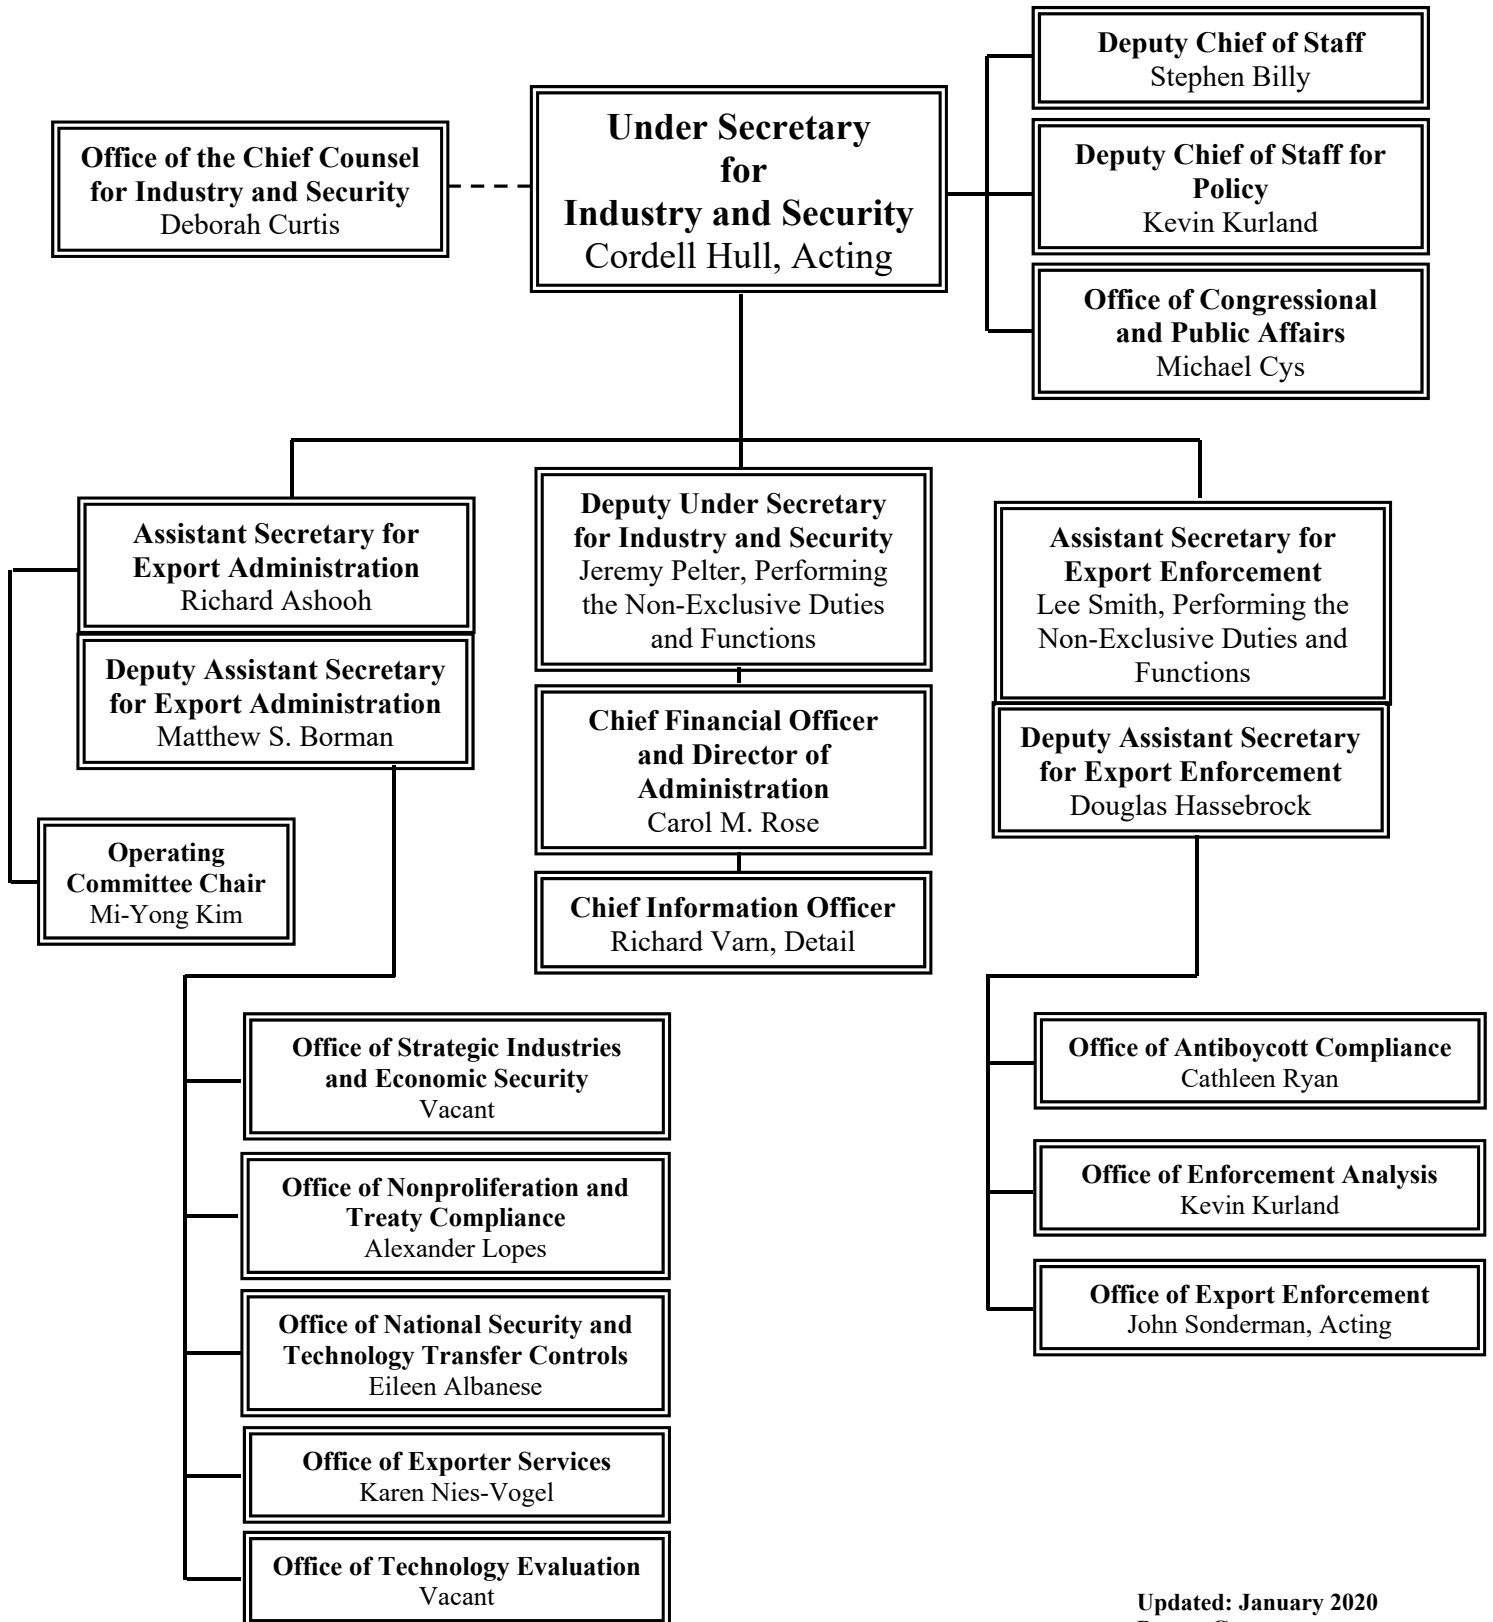 Deputy Chief of Staff
Stephen Billy
Under Secretary
for
Industry and Security
Cordell Hull, Acting
Office of the Chief Counsel
for Industry and Security
Deborah Curtis
Deputy Chief of Staff for
Policy
Kevin Kurland
Office of Congressional
and Public Affairs
Michael Cys
Assistant Secretary for
Export Administration
Richard Ashooh
Deputy Assistant Secretary
for Export Administration
Matthew S. Borman
Operating
Committee Chair
Mi-Yong Kim
Deputy Under Secretary
for Industry and Security
Jeremy Pelter, Performing
the Non-Exclusive Duties
and Functions
Chief Financial Officer
and Director of
Administration
Carol M. Rose
Chief Information Officer
Richard Varn, Detail
Assistant Secretary for
Export Enforcement
Lee Smith, Performing the
Non-Exclusive Duties and
Functions
Deputy Assistant Secretary
for Export Enforcement
Douglas Hassebrock
Office of Strategic Industries
and Economic Security
Vacant
Office of Nonproliferation and
Treaty Compliance
Alexander Lopes
Office of National Security and
Technology Transfer Controls
Eileen Albanese
Office of Exporter Services
Karen Nies-Vogel
Office of Technology Evaluation
Vacant
Office of Antiboycott Compliance
Cathleen Ryan
Office of Enforcement Analysis
Kevin Kurland
Office of Export Enforcement
John Sonderman, Acting
Updated: January 2020